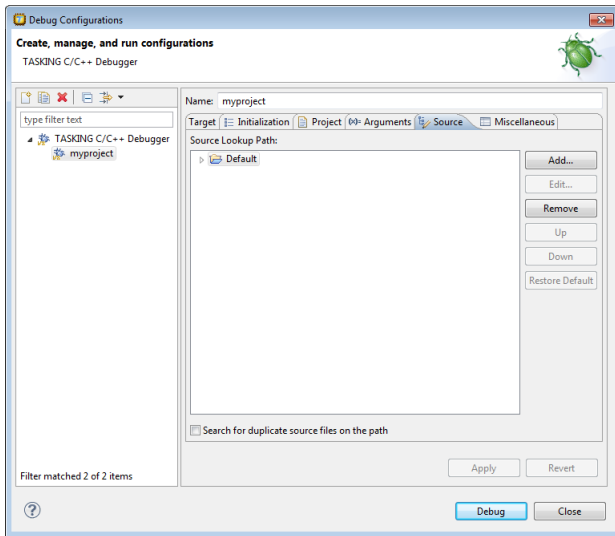 Debug Configurations
Create, manage, and run configurations
TASKING C/C++ Debugger
type filter text
TASKING C/C++ Debugger
myproject
Filter matched 2 of 2 items
Name: myproject
Target Initialization Project (x)= Arguments Source Miscellaneous
Source Lookup Path:
Default
Add...
Edit...
Remove
Up
Down
Restore Default
Search for duplicate source files on the path
Apply Revert
? Debug Close